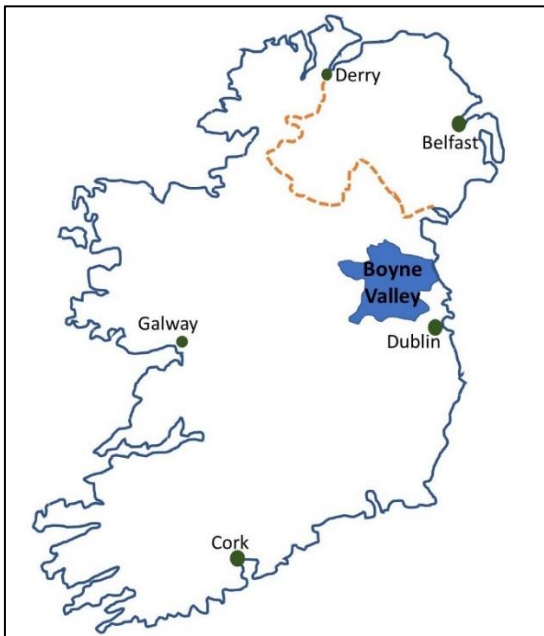 Derry
Belfast
Boyne
Valley
Galway
Dublin
Cork